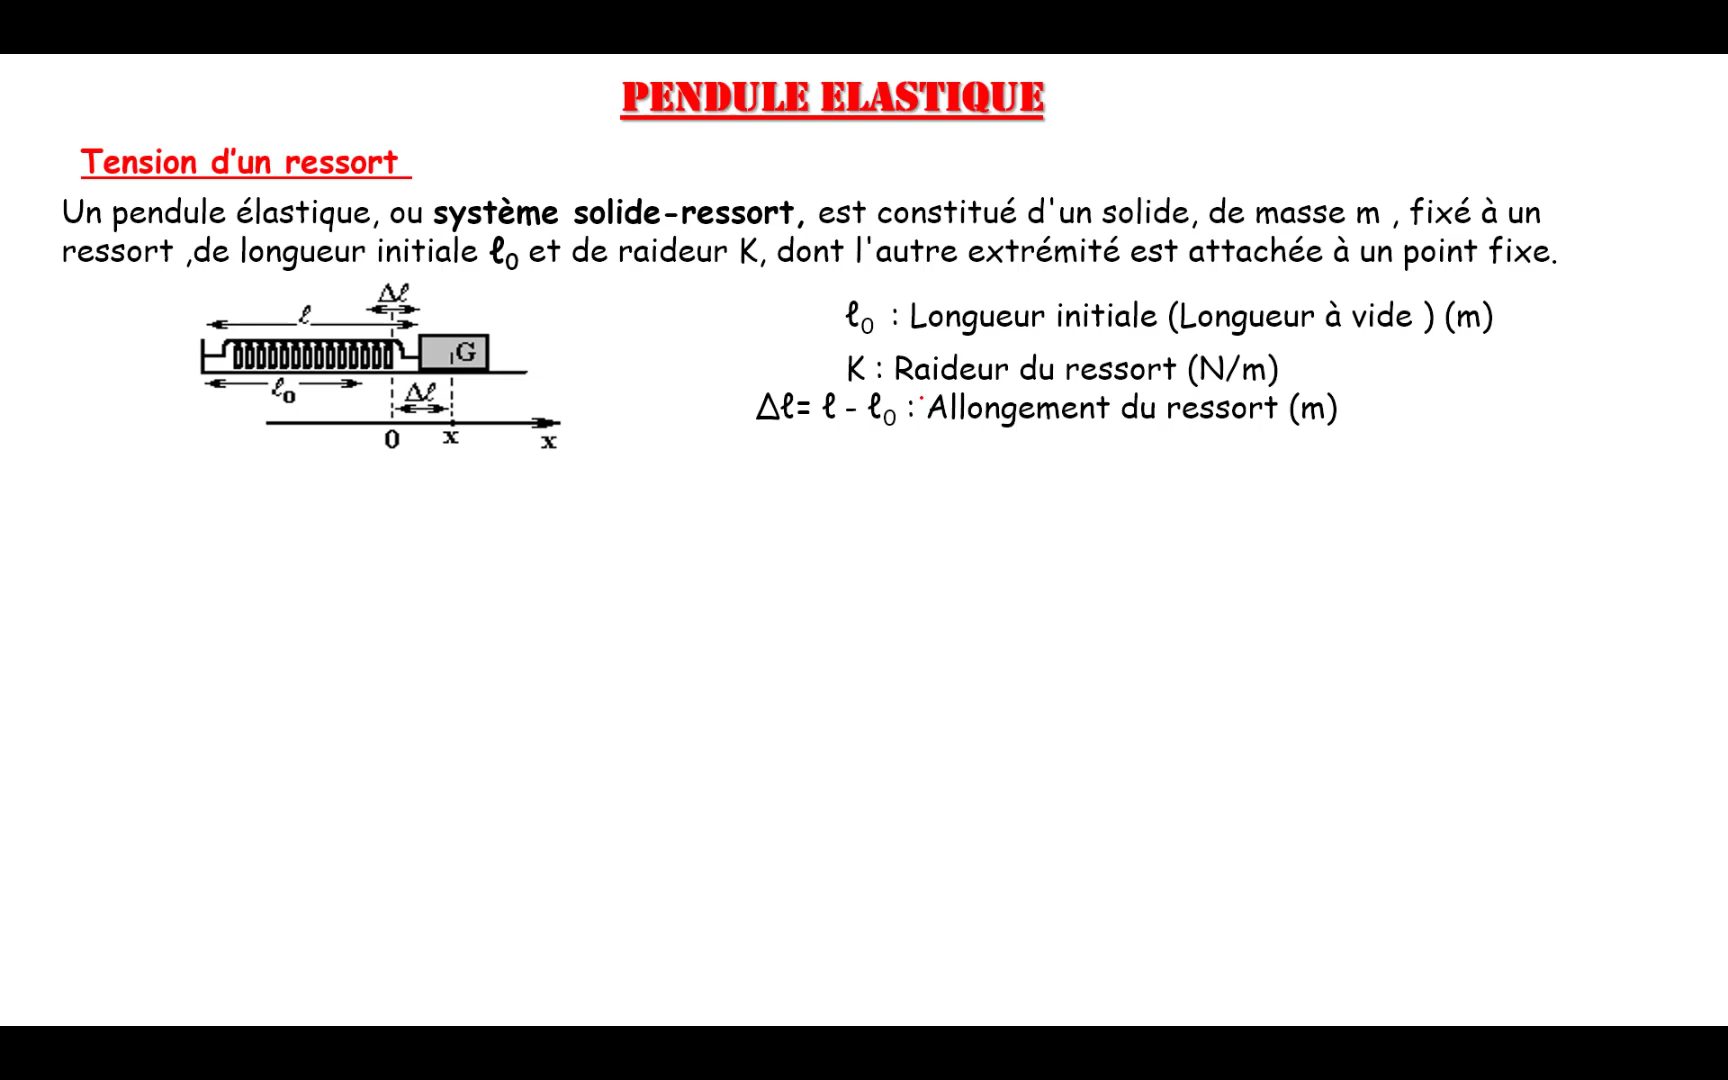 PENDULE ELASTIQUE
Tension d’un ressort
Un pendule élastique, ou système solide-ressort, est constitué d'un solide, de masse m , fixé à un
ressort ,de longueur initiale ℓ₀ et de raideur K, dont l'autre extrémité est attachée à un point fixe.
Δℓ
ℓ
G
ℓ₀
Δℓ
0 x x
ℓ₀ : Longueur initiale (Longueur à vide ) (m)
K : Raideur du ressort (N/m)
Δℓ= ℓ - ℓ₀ : Allongement du ressort (m)